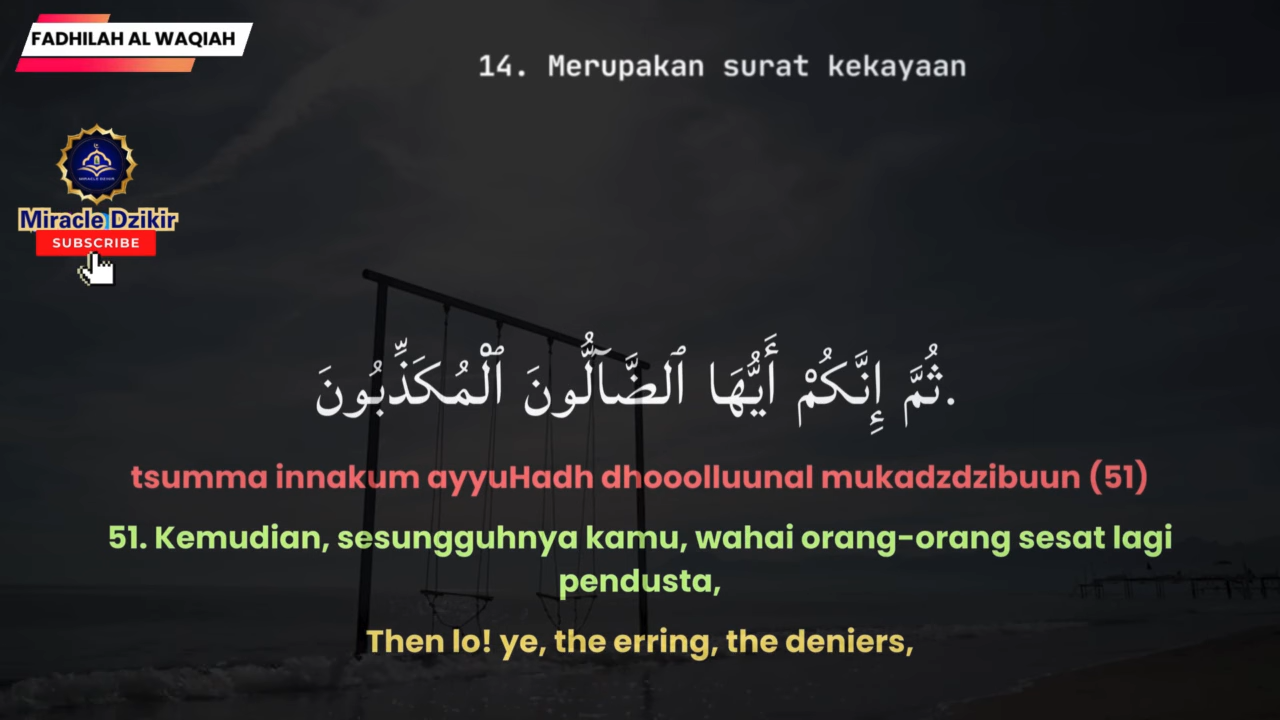 FADHILAH AL WAQIAH
14. Merupakan surat kekayaan
Miracle Dzikir
SUBSCRIBE
ثُمَّ إِنَّكُمْ أَيُّهَا ٱلضَّآلُّونَ ٱلْمُكَذِّبُونَ.
tsumma innakum ayyuHadh dhooolluunal mukadzdzibuun (51)
51. Kemudian, sesungguhnya kamu, wahai orang-orang sesat lagi
pendusta,
Then lo! ye, the erring, the deniers,